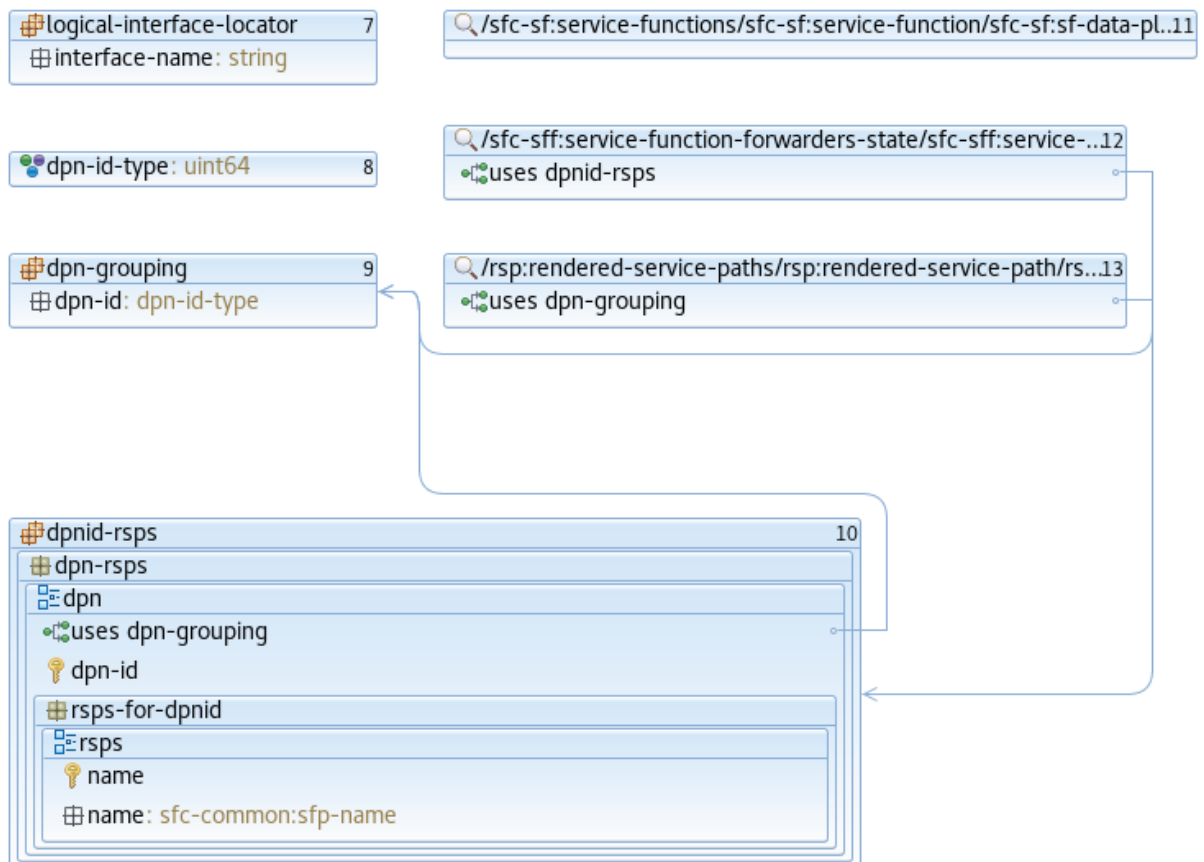 logical-interface-locator 7
interface-name: string
/sfc-sf:service-functions/sfc-sf:service-function/sfc-sf:sf-data-pl..11
/sfc-sff:service-function-forwarders-state/sfc-sff:service-...12
uses dpnid-rsps
dpn-id-type: uint64 8
dpn-grouping 9
dpn-id: dpn-id-type
/rsp:rendered-service-paths/rsp:rendered-service-path/rs...13
uses dpn-grouping
dpnid-rsps 10
dpn-rsps
dpn
uses dpn-grouping
dpn-id
rsps-for-dpnid
rsps
name
name: sfc-common:sfp-name